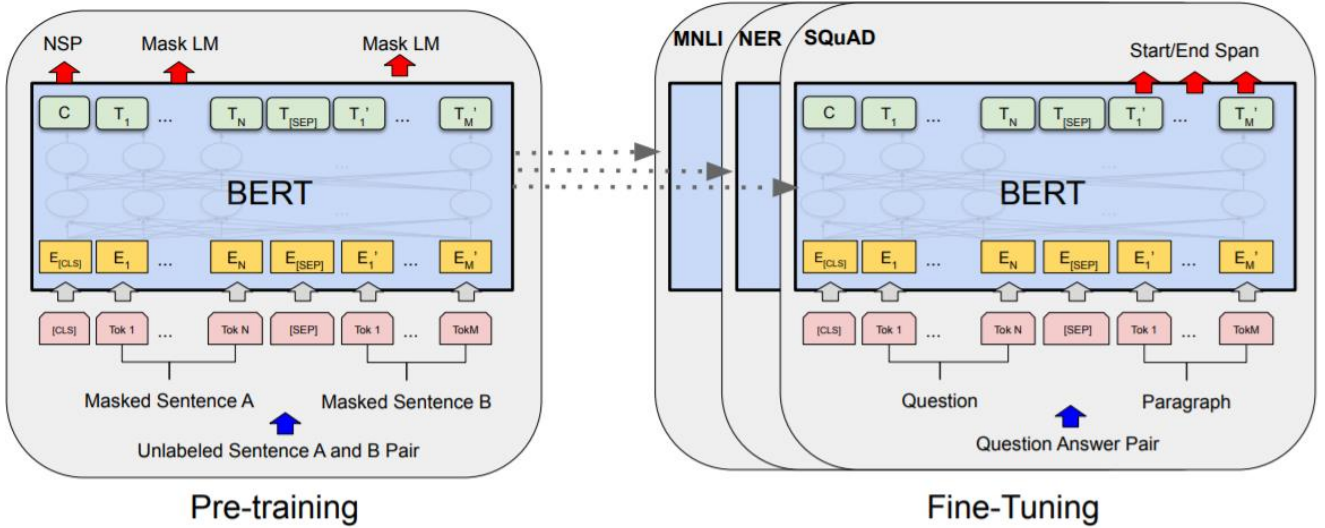 NSP Mask LM Mask LM
C T1 ... TN T[SEP] T1' ... TM'
...
BERT
...
E[CLS] E1 ... EN E[SEP] E1' ... EM'
[CLS] Tok 1 ... Tok N [SEP] Tok 1 ... TokM
Masked Sentence A Masked Sentence B
Unlabeled Sentence A and B Pair
Pre-training
MNLI NER SQuAD
Start/End Span
C T1 ... TN T[SEP] T1' ... TM'
...
BERT
...
E[CLS] E1 ... EN E[SEP] E1' ... EM'
[CLS] Tok 1 ... Tok N [SEP] Tok 1 ... TokM
Question Paragraph
Question Answer Pair
Fine-Tuning